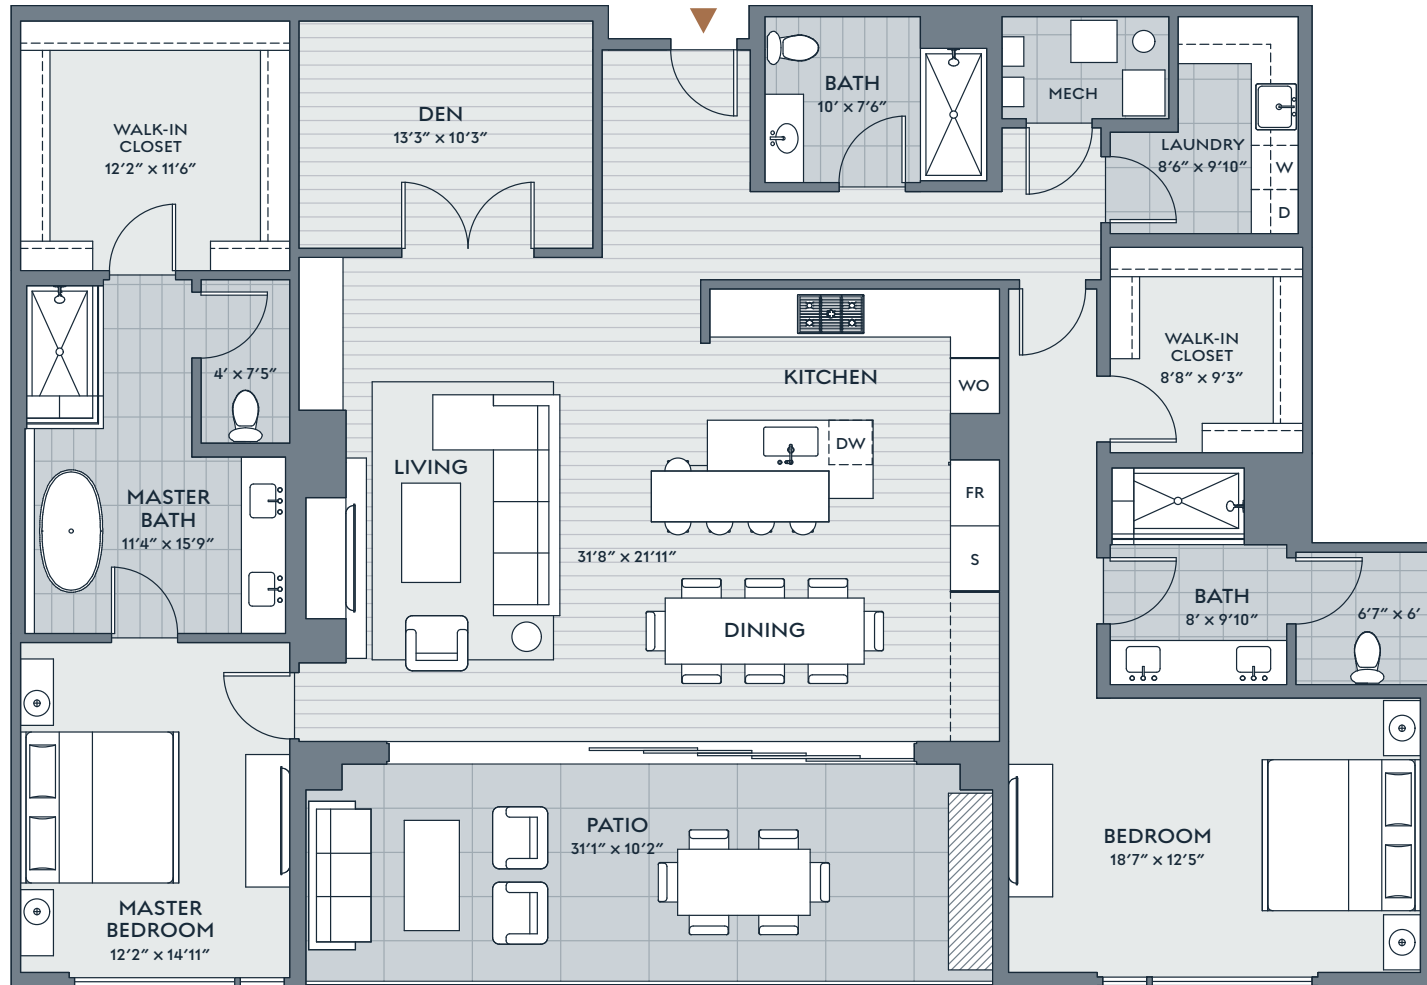 WALK-IN
CLOSET
12'2" x 11'6"
DEN
13'3" x 10'3"
BATH
10' x 7'6"
MECH
LAUNDRY
8'6" x 9'10"
W
D
4' x 7'5"
KITCHEN
WO
WALK-IN
CLOSET
8'8" x 9'3"
LIVING
DW
FR
S
MASTER
BATH
11'4" x 15'9"
31'8" x 21'11"
DINING
BATH
8' x 9'10"
6'7" x 6'
PATIO
31'1" x 10'2"
BEDROOM
18'7" x 12'5"
MASTER
BEDROOM
12'2" x 14'11"